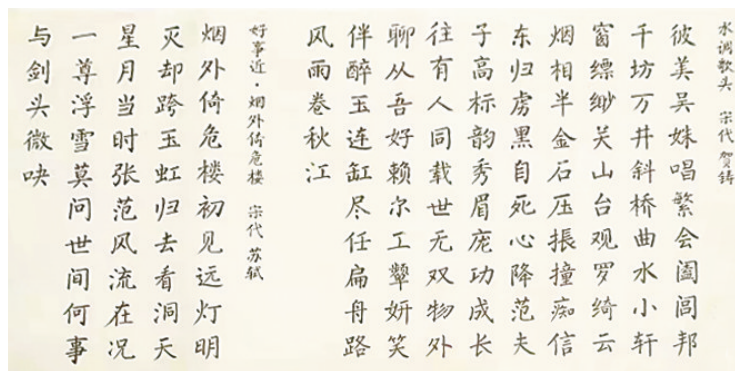 水调歌头 宋代 贺铸
彼美吴姝唱繁会阖闾邦
千坊万井斜桥曲水小轩
窗缥缈关山台观罗绮云
烟相半金石压振撞痴信
东归虏黑自死心降范夫
子高标韵秀眉庞功成长
往有人同载世无双物外
聊从吾好赖尔工颦妍笑
伴醉玉连缸尽任扁舟路
风雨卷秋江
好事近·烟外倚危楼 宋代 苏轼
烟外倚危楼初见远灯明
灭却跨玉虹归去看洞天
星月当时张范风流在况
一尊浮雪莫问世间何事
与剑头微吷